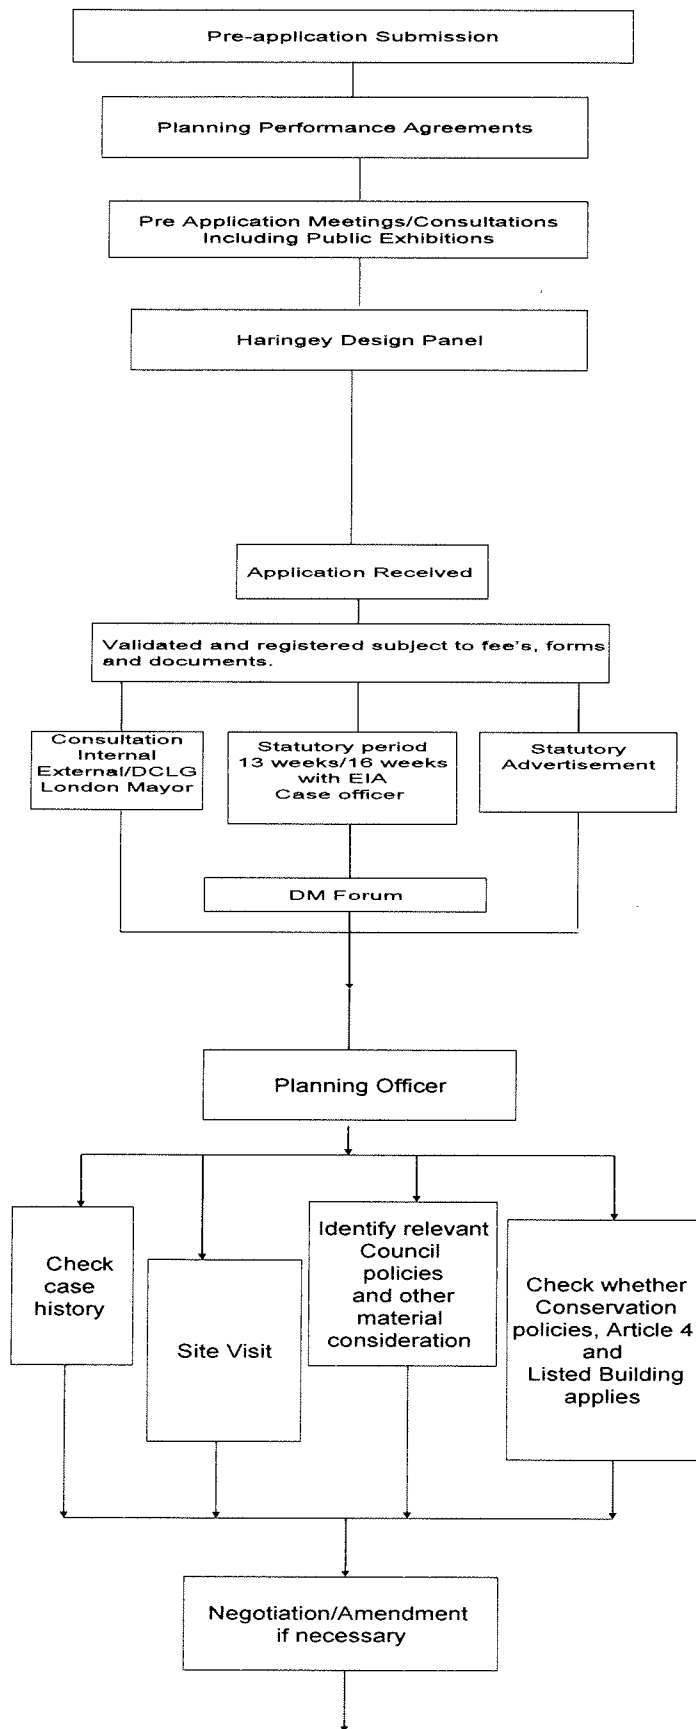 Pre-application Submission
Planning Performance Agreements
Pre Application Meetings/Consultations
Including Public Exhibitions
Haringey Design Panel
Application Received
Validated and registered subject to fee's, forms
and documents.
Consultation
Internal
External/DCLG
London Mayor
Statutory period
13 weeks/16 weeks
with EIA
Case officer
Statutory
Advertisement
DM Forum
Planning Officer
Check
case
history
Site Visit
Identify relevant
Council
policies
and other
material
consideration
Check whether
Conservation
policies, Article 4
and
Listed Building
applies
Negotiation/Amendment
if necessary